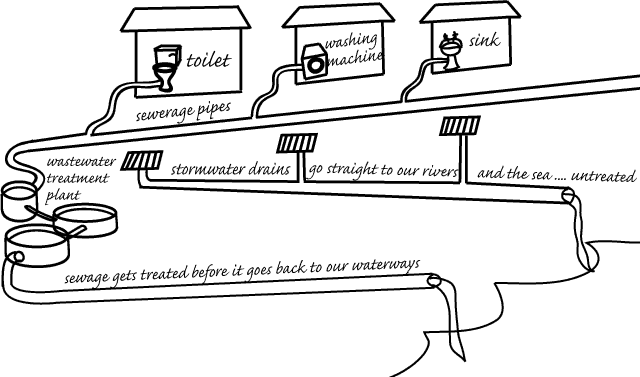 toilet
washing
machine
sink
sewerage pipes
wastewater
treatment
plant
stormwater drains
go straight to our rivers
and the sea .... untreated
sewage gets treated before it goes back to our waterways